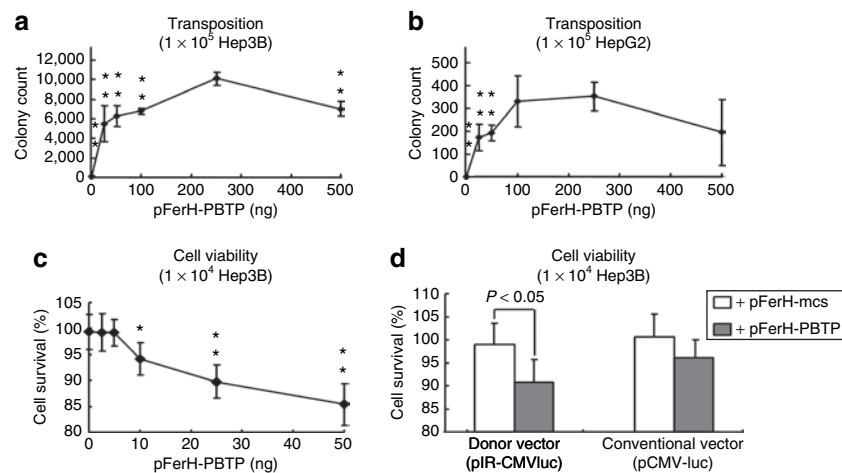 a
Transposition
(1 × 10⁵ Hep3B)
Colony count
12,000
10,000
8,000
6,000
4,000
2,000
0
* *
* *
* *
* *
* *
0 100 200 300 400 500
pFerH-PBTP (ng)
b
Transposition
(1 × 10⁵ HepG2)
Colony count
600
500
400
300
200
100
0
* *
* *
* *
0 100 200 300 400 500
pFerH-PBTP (ng)
c
Cell viability
(1 × 10⁴ Hep3B)
Cell survival (%)
105
100
95
90
85
80
*
* *
* *
0 10 20 30 40 50
pFerH-PBTP (ng)
d
Cell viability
(1 × 10⁴ Hep3B)
Cell survival (%)
110
105
100
95
90
85
80
P < 0.05
+ pFerH-mcs
+ pFerH-PBTP
Donor vector
(pIR-CMVluc)
Conventional vector
(pCMV-luc)